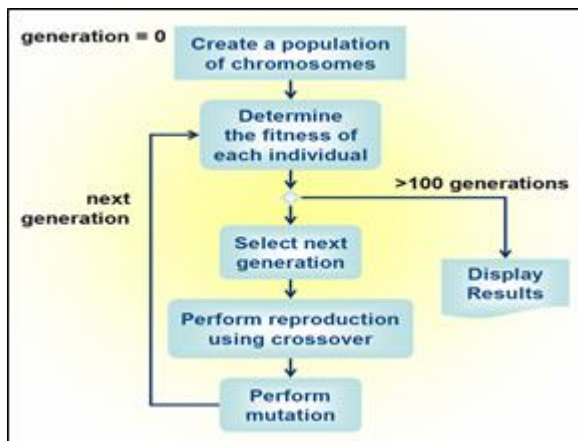 generation = 0
Create a population
of chromosomes
Determine
the fitness of
each individual
>100 generations
next
generation
Select next
generation
Display
Results
Perform reproduction
using crossover
Perform
mutation